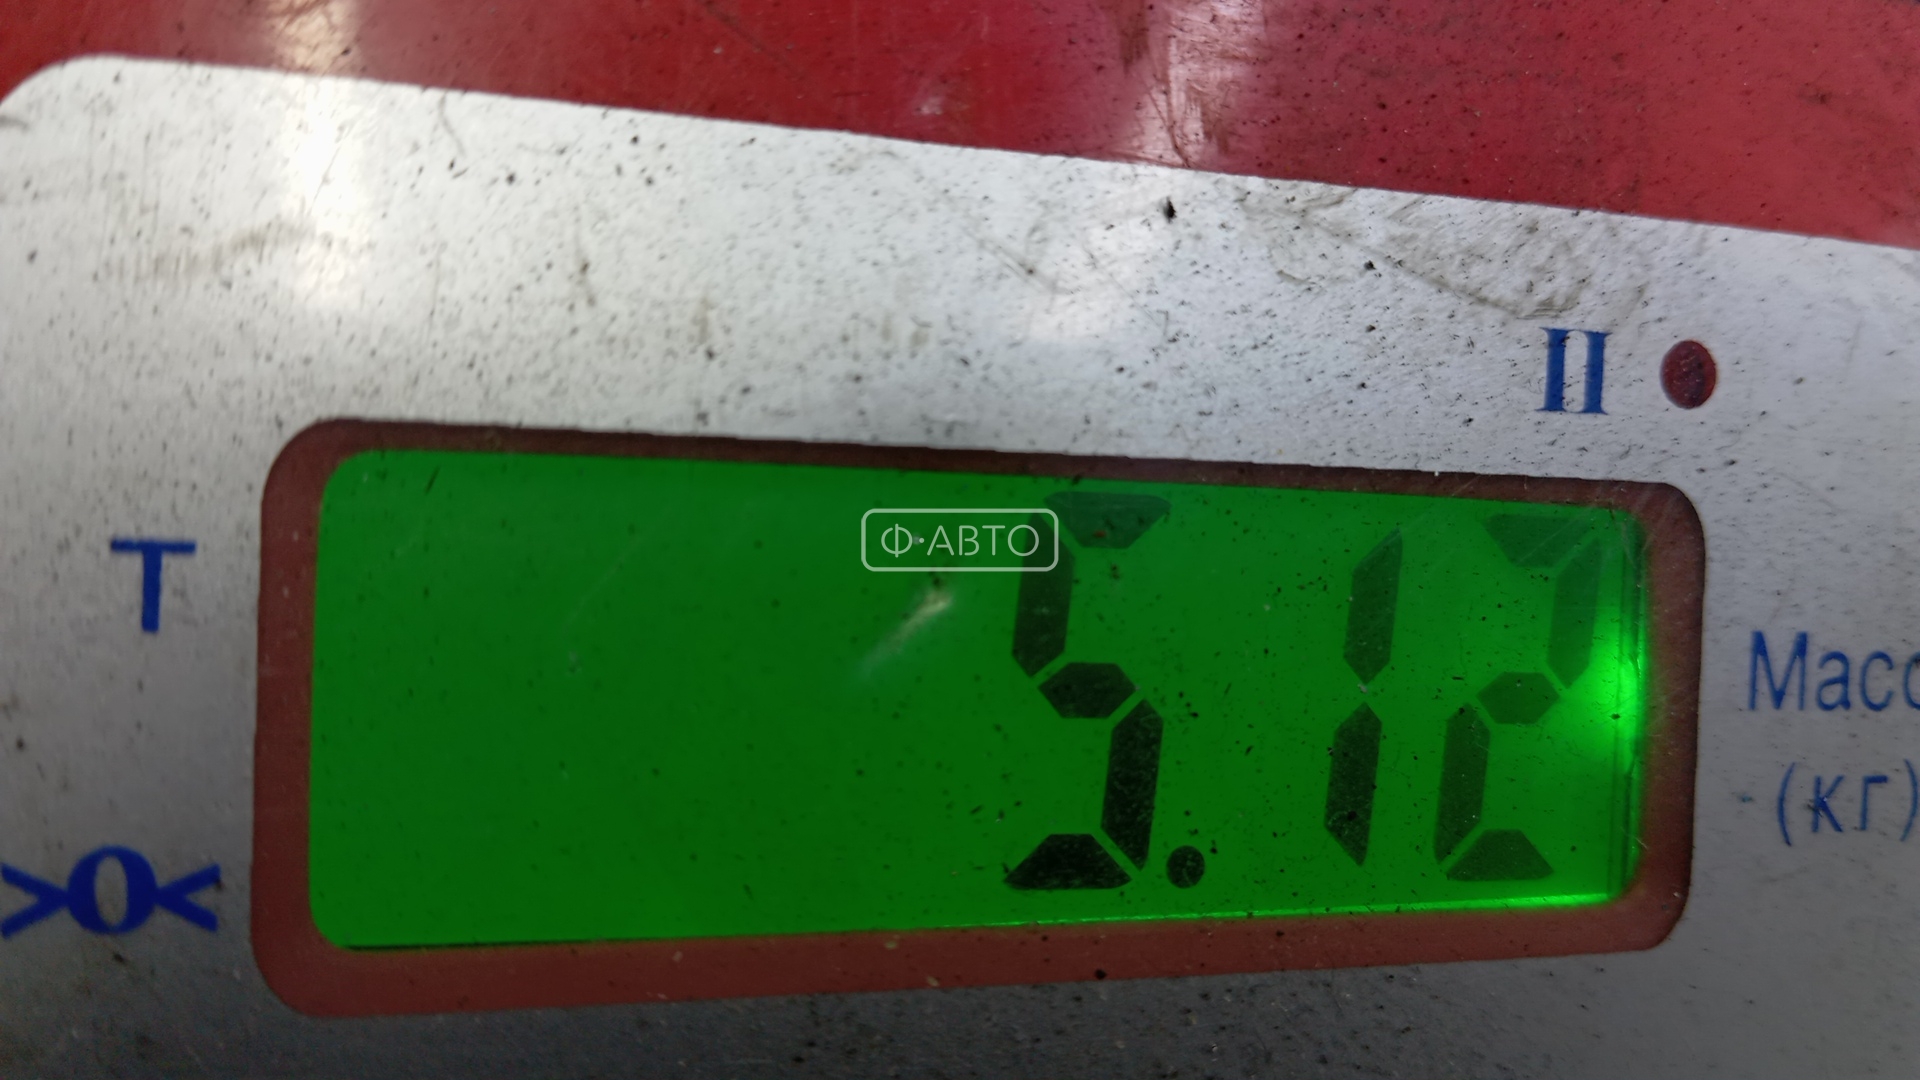 II
Ф·АВТО
T
5.12
Масс
(кг)
>0<